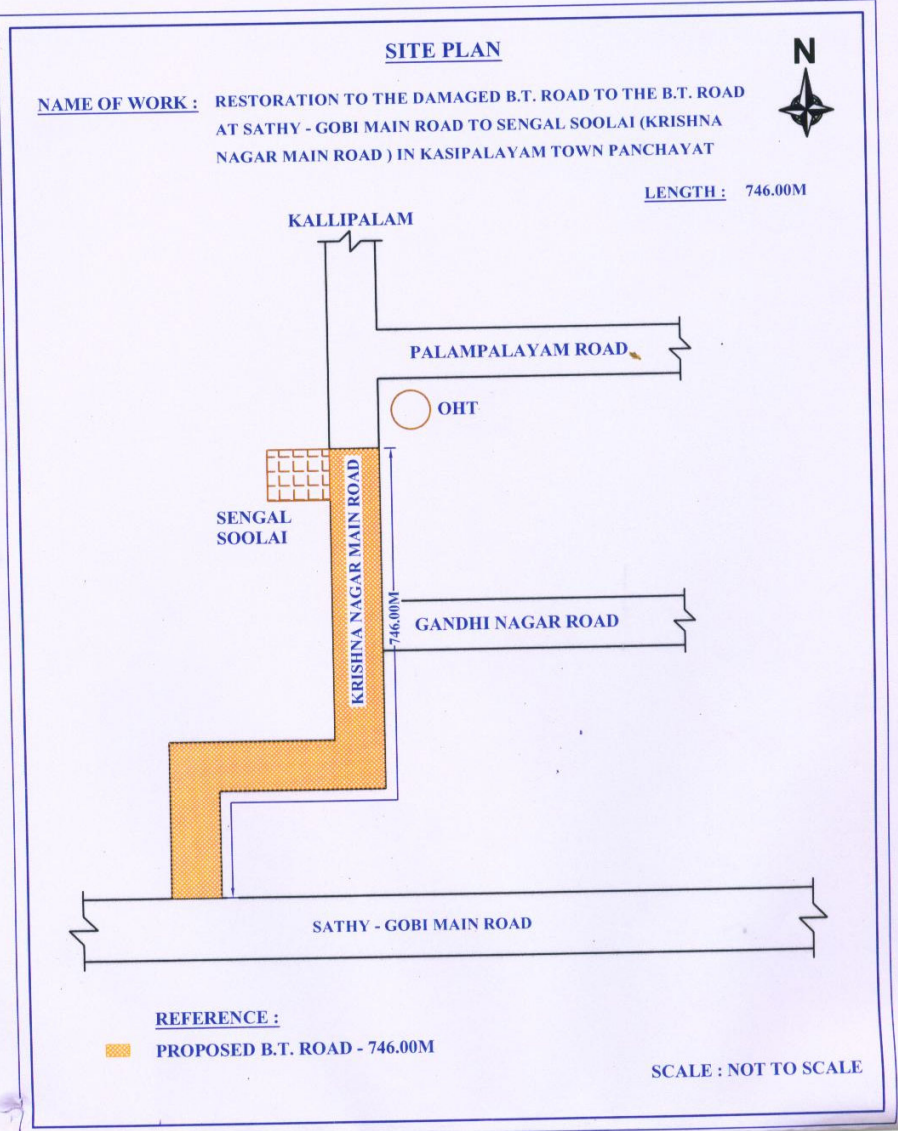 SITE PLAN
N
NAME OF WORK : RESTORATION TO THE DAMAGED B.T. ROAD TO THE B.T. ROAD
AT SATHY - GOBI MAIN ROAD TO SENGAL SOOLAI (KRISHNA
NAGAR MAIN ROAD ) IN KASIPALAYAM TOWN PANCHAYAT
LENGTH : 746.00M
KALLIPALAM
PALAMPALAYAM ROAD
OHT
SENGAL
SOOLAI
KRISHNA NAGAR MAIN ROAD
746.00M
GANDHI NAGAR ROAD
SATHY - GOBI MAIN ROAD
REFERENCE :
PROPOSED B.T. ROAD - 746.00M
SCALE : NOT TO SCALE